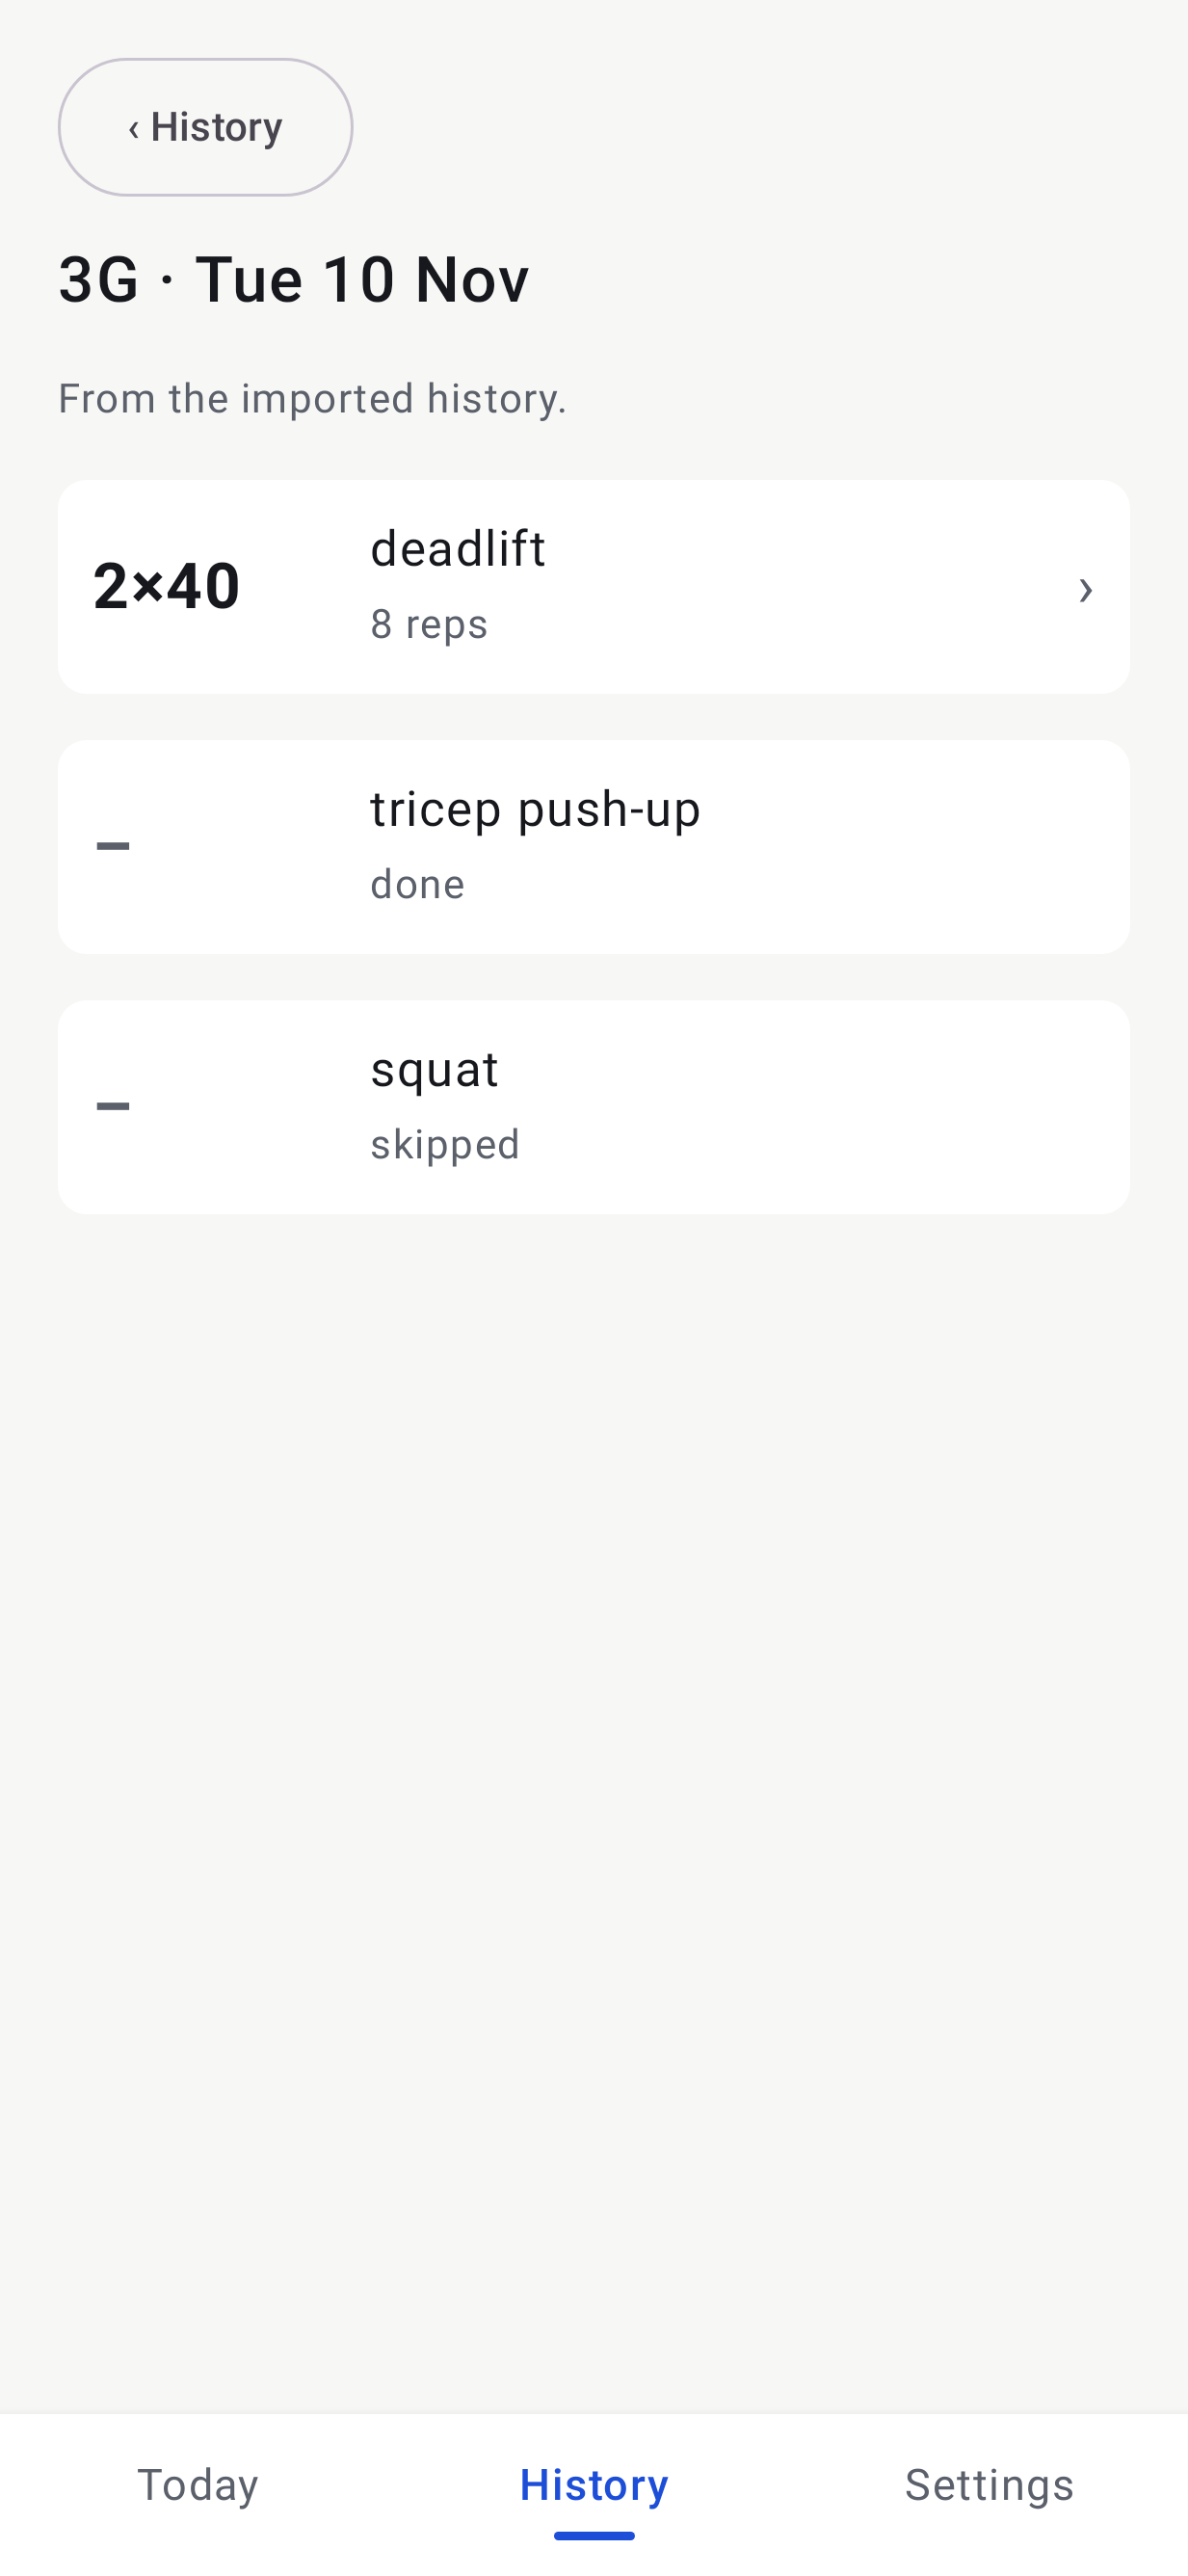 ‹ History
3G · Tue 10 Nov
From the imported history.
2×40
deadlift
8 reps
›
–
tricep push-up
done
–
squat
skipped
Today
History
Settings